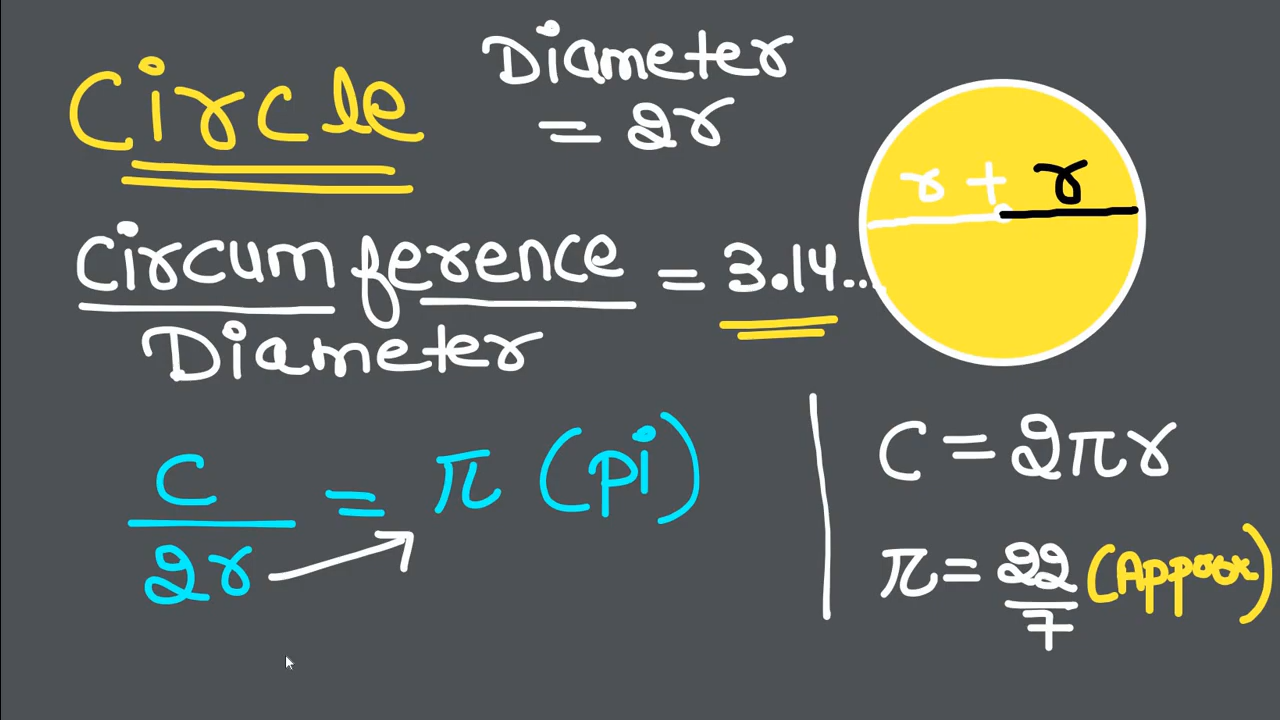 Circle
Diameter
= 2r
r + r
Circumference = 3.14...
Diameter
C = π (pi)
2r
C = 2πr
π = 22 (Approx)
7